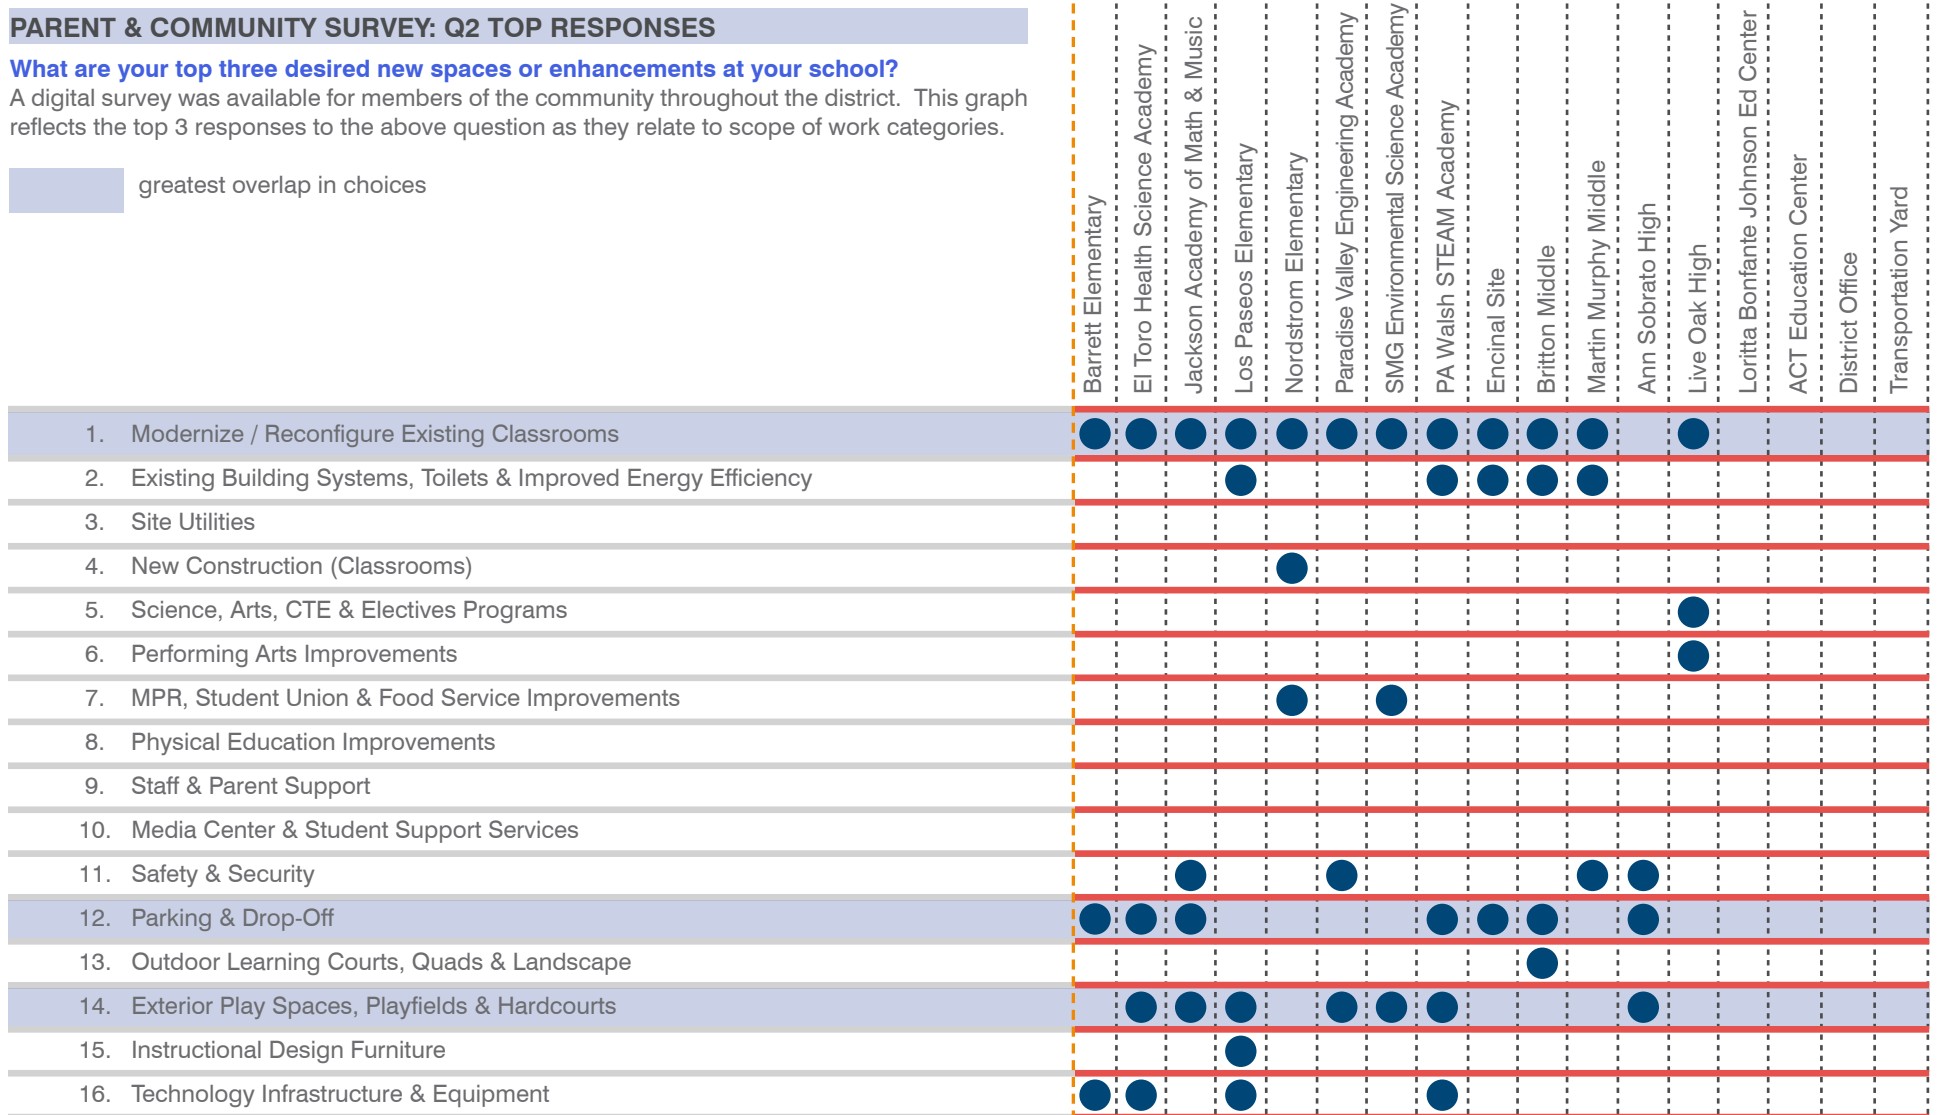 PARENT & COMMUNITY SURVEY: Q2 TOP RESPONSES
What are your top three desired new spaces or enhancements at your school?
A digital survey was available for members of the community throughout the district. This graph
reflects the top 3 responses to the above question as they relate to scope of work categories.
greatest overlap in choices
Barrett Elementary
El Toro Health Science Academy
Jackson Academy of Math & Music
Los Paseos Elementary
Nordstrom Elementary
Paradise Valley Engineering Academy
SMG Environmental Science Academy
PA Walsh STEAM Academy
Encinal Site
Britton Middle
Martin Murphy Middle
Ann Sobrato High
Live Oak High
Loritta Bonfante Johnson Ed Center
ACT Education Center
District Office
Transportation Yard
1. Modernize / Reconfigure Existing Classrooms
2. Existing Building Systems, Toilets & Improved Energy Efficiency
3. Site Utilities
4. New Construction (Classrooms)
5. Science, Arts, CTE & Electives Programs
6. Performing Arts Improvements
7. MPR, Student Union & Food Service Improvements
8. Physical Education Improvements
9. Staff & Parent Support
10. Media Center & Student Support Services
11. Safety & Security
12. Parking & Drop-Off
13. Outdoor Learning Courts, Quads & Landscape
14. Exterior Play Spaces, Playfields & Hardcourts
15. Instructional Design Furniture
16. Technology Infrastructure & Equipment